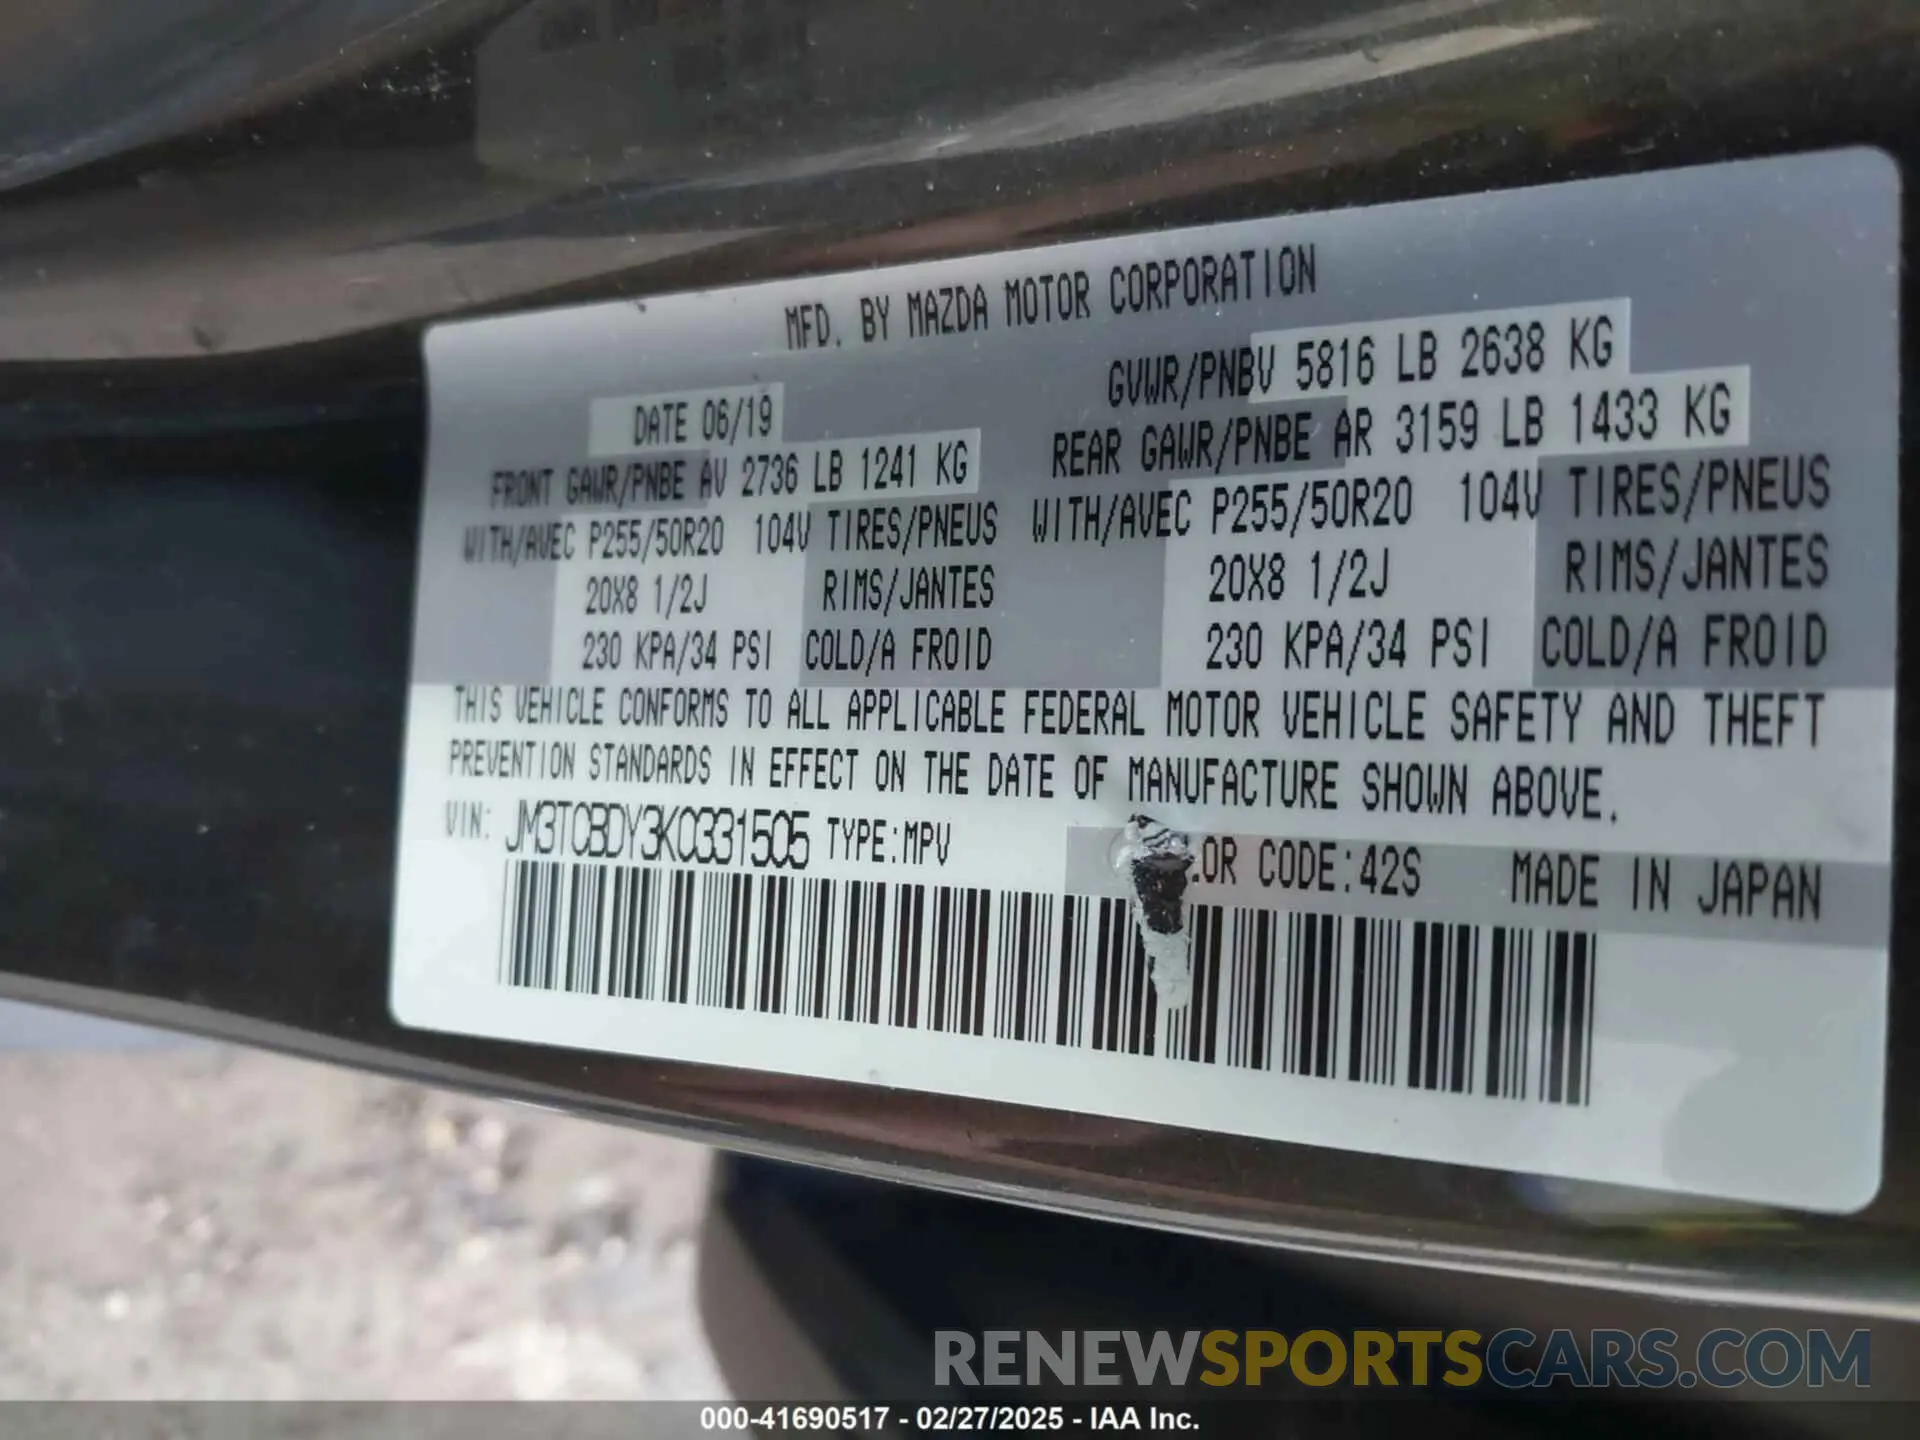 MFD. BY MAZDA MOTOR CORPORATION
DATE 06/19
GVWR/PNBV 5816 LB 2638 KG
FRONT GAWR/PNBE AV 2736 LB 1241 KG
REAR GAWR/PNBE AR 3159 LB 1433 KG
WITH/AVEC P255/50R20 104V TIRES/PNEUS
WITH/AVEC P255/50R20 104V TIRES/PNEUS
20X8 1/2J RIMS/JANTES
20X8 1/2J RIMS/JANTES
230 KPA/34 PSI COLD/A FROID
230 KPA/34 PSI COLD/A FROID
THIS VEHICLE CONFORMS TO ALL APPLICABLE FEDERAL MOTOR VEHICLE SAFETY AND THEFT
PREVENTION STANDARDS IN EFFECT ON THE DATE OF MANUFACTURE SHOWN ABOVE.
VIN: JM3TCBDY3K0331505 TYPE:MPV
CODE:42S MADE IN JAPAN
RENEWSPORTSCARS.COM
000-41690517 - 02/27/2025 - IAA Inc.